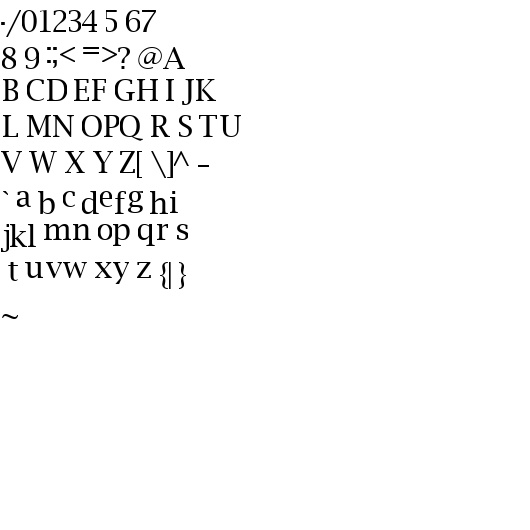 ./01234 5 67
8 9 :;< =>? @A
B CD EF GH I JK
L MN OPQ R S TU
V W X Y Z[ \]^ _
` a b c defg hi
jkl mn op qr s
t uvw xy z {|}
~